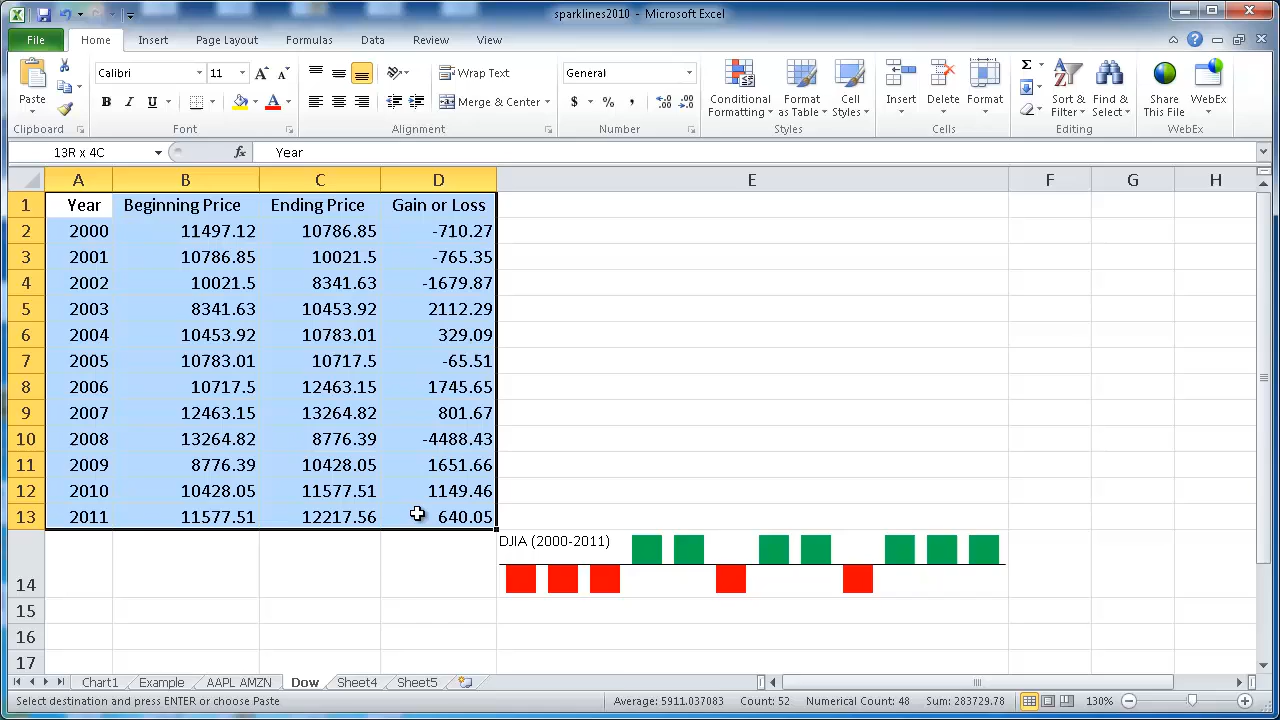 sparklines2010 - Microsoft Excel
File Home Insert Page Layout Formulas Data Review View
Calibri 11 Wrap Text General
Paste B I U Merge & Center $ % , Conditional Formatting Format as Table Cell Styles Insert Delete Format Σ Sort & Filter Find & Select Share This File WebEx
Clipboard Font Alignment Number Styles Cells Editing WebEx
13R x 4C fx Year
A B C D E F G H
1 Year Beginning Price Ending Price Gain or Loss
2 2000 11497.12 10786.85 -710.27
3 2001 10786.85 10021.5 -765.35
4 2002 10021.5 8341.63 -1679.87
5 2003 8341.63 10453.92 2112.29
6 2004 10453.92 10783.01 329.09
7 2005 10783.01 10717.5 -65.51
8 2006 10717.5 12463.15 1745.65
9 2007 12463.15 13264.82 801.67
10 2008 13264.82 8776.39 -4488.43
11 2009 8776.39 10428.05 1651.66
12 2010 10428.05 11577.51 1149.46
13 2011 11577.51 12217.56 640.05
DJIA (2000-2011)
14
15
16
17
Chart1 Example AAPL AMZN Dow Sheet4 Sheet5
Select destination and press ENTER or choose Paste Average: 5911.037083 Count: 52 Numerical Count: 48 Sum: 283729.78 130%